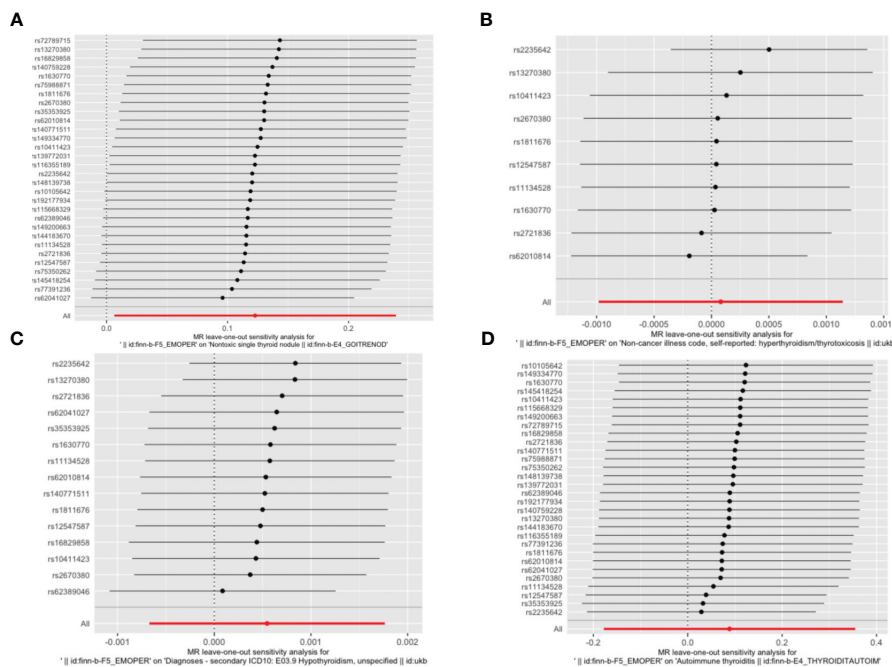 A
rs72789715
rs13270380
rs16829858
rs140759228
rs1630770
rs75988871
rs1811676
rs2670380
rs35353925
rs62010814
rs140771511
rs149334770
rs10411423
rs139772031
rs116355189
rs2235642
rs148139738
rs10105642
rs192177934
rs115668329
rs62389046
rs149200663
rs144183670
rs11134528
rs2721836
rs12547587
rs75350262
rs145418254
rs77391236
rs62041027
All
0.0 0.1 0.2
MR leave-one-out sensitivity analysis for
' || id:finn-b-F5_EMOPER' on 'Nontoxic single thyroid nodule || id:finn-b-E4_GOITRENOD'
B
rs2235642
rs13270380
rs10411423
rs2670380
rs1811676
rs12547587
rs11134528
rs1630770
rs2721836
rs62010814
All
-0.0010 -0.0005 0.0000 0.0005 0.0010 0.001
MR leave-one-out sensitivity analysis for
' || id:finn-b-F5_EMOPER' on 'Non-cancer illness code, self-reported: hyperthyroidism/thyrotoxicosis || id:ukb
C
rs2235642
rs13270380
rs2721836
rs62041027
rs35353925
rs1630770
rs11134528
rs62010814
rs140771511
rs1811676
rs12547587
rs16829858
rs10411423
rs2670380
rs62389046
All
-0.001 0.000 0.001 0.002
MR leave-one-out sensitivity analysis for
' || id:finn-b-F5_EMOPER' on 'Diagnoses - secondary ICD10: E03.9 Hypothyroidism, unspecified || id:ukb
D
rs10105642
rs149334770
rs1630770
rs145418254
rs10411423
rs115668329
rs149200663
rs72789715
rs16829858
rs2721836
rs140771511
rs75988871
rs75350262
rs148139738
rs139772031
rs62389046
rs192177934
rs140759228
rs13270380
rs144183670
rs116355189
rs77391236
rs1811676
rs62010814
rs62041027
rs2670380
rs11134528
rs12547587
rs35353925
rs2235642
All
-0.2 0.0 0.2 0.4
MR leave-one-out sensitivity analysis for
' || id:finn-b-F5_EMOPER' on 'Autoimmune thyroiditis || id:finn-b-E4_THYROIDITAUTOIM'